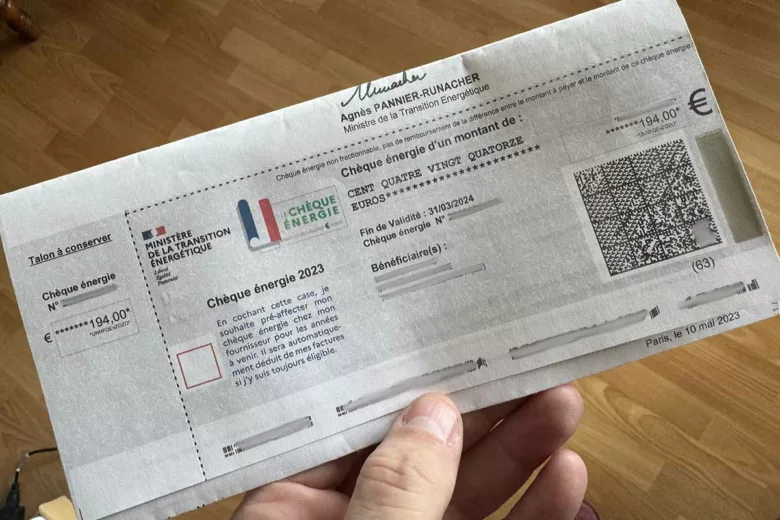 Munacher
Agnès PANNIER-RUNACHER
Ministre de la Transition Energétique
Chèque énergie non fractionnable, pas de remboursement de la différence entre le montant à payer et le montant de ce chèque énergie.
Talon à conserver
Chèque énergie
N°
€ *******194,00*
MINISTÈRE
DE LA TRANSITION
ÉNERGÉTIQUE
Liberté
Égalité
Fraternité
LE CHÈQUE
ÉNERGIE
Chèque énergie 2023
En cochant cette case, je
souhaite pré-affecter mon
chèque énergie chez mon
fournisseur pour les années
à venir. Il sera automatique-
ment déduit de mes factures
si j'y suis toujours éligible.
Chèque énergie d'un montant de :
CENT QUATRE VINGT QUATORZE
EUROS**********************
Fin de Validité : 31/03/2024
Chèque énergie N°
Bénéficiaire(s) :
*******194,00*
€
(63)
Paris, le 10 mai 2023